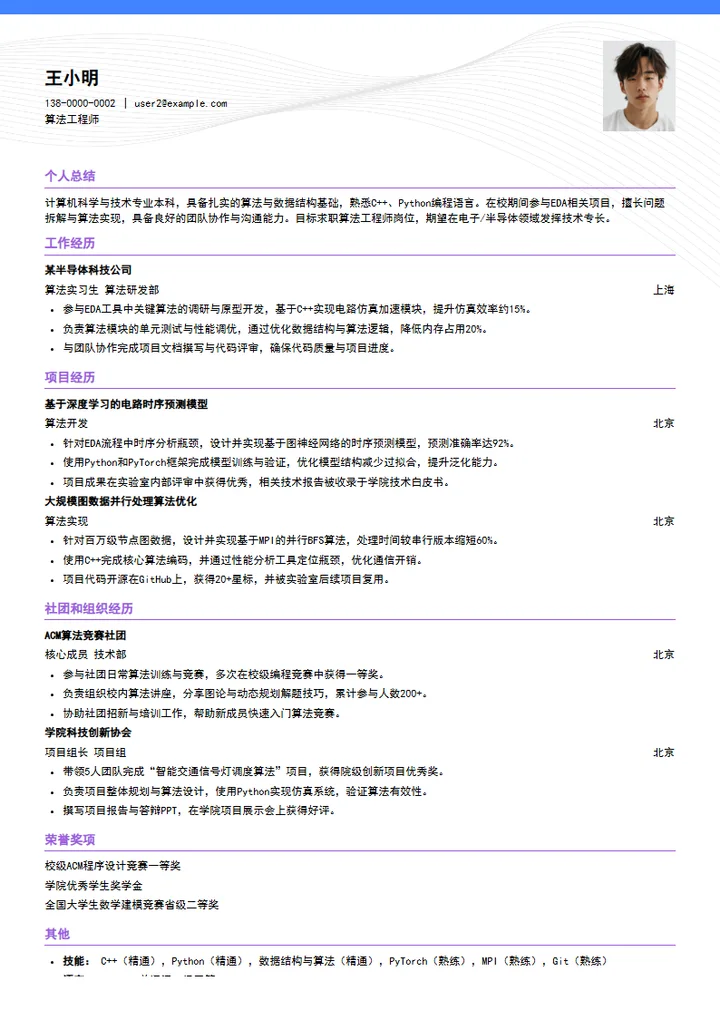 王小明
138-0000-0002 | user2@example.com
算法工程师
个人总结
计算机科学与技术专业本科，具备扎实的算法与数据结构基础，熟悉C++、Python编程语言。在校期间参与EDA相关项目，擅长问题
拆解与算法实现，具备良好的团队协作与沟通能力。目标求职算法工程师岗位，期望在电子/半导体领域发挥技术专长。
工作经历
某半导体科技公司
算法实习生 算法研发部 上海
• 参与EDA工具中关键算法的调研与原型开发，基于C++实现电路仿真加速模块，提升仿真效率约15%。
• 负责算法模块的单元测试与性能调优，通过优化数据结构与算法逻辑，降低内存占用20%。
• 与团队协作完成项目文档撰写与代码评审，确保代码质量与项目进度。
项目经历
基于深度学习的电路时序预测模型
算法开发 北京
• 针对EDA流程中时序分析瓶颈，设计并实现基于图神经网络的时序预测模型，预测准确率达92%。
• 使用Python和PyTorch框架完成模型训练与验证，优化模型结构减少过拟合，提升泛化能力。
• 项目成果在实验室内部评审中获得优秀，相关技术报告被收录于学院技术白皮书。
大规模图数据并行处理算法优化
算法实现 北京
• 针对百万级节点图数据，设计并实现基于MPI的并行BFS算法，处理时间较串行版本缩短60%。
• 使用C++完成核心算法编码，并通过性能分析工具定位瓶颈，优化通信开销。
• 项目代码开源在GitHub上，获得20+星标，并被实验室后续项目复用。
社团和组织经历
ACM算法竞赛社团
核心成员 技术部 北京
• 参与社团日常算法训练与竞赛，多次在校级编程竞赛中获得一等奖。
• 负责组织校内算法讲座，分享图论与动态规划解题技巧，累计参与人数200+。
• 协助社团招新与培训工作，帮助新成员快速入门算法竞赛。
学院科技创新协会
项目组长 项目组 北京
• 带领5人团队完成“智能交通信号灯调度算法”项目，获得院级创新项目优秀奖。
• 负责项目整体规划与算法设计，使用Python实现仿真系统，验证算法有效性。
• 撰写项目报告与答辩PPT，在学院项目展示会上获得好评。
荣誉奖项
校级ACM程序设计竞赛一等奖
学院优秀学生奖学金
全国大学生数学建模竞赛省级二等奖
其他
• 技能： C++（精通），Python（精通），数据结构与算法（精通），PyTorch（熟练），MPI（熟练），Git（熟练）